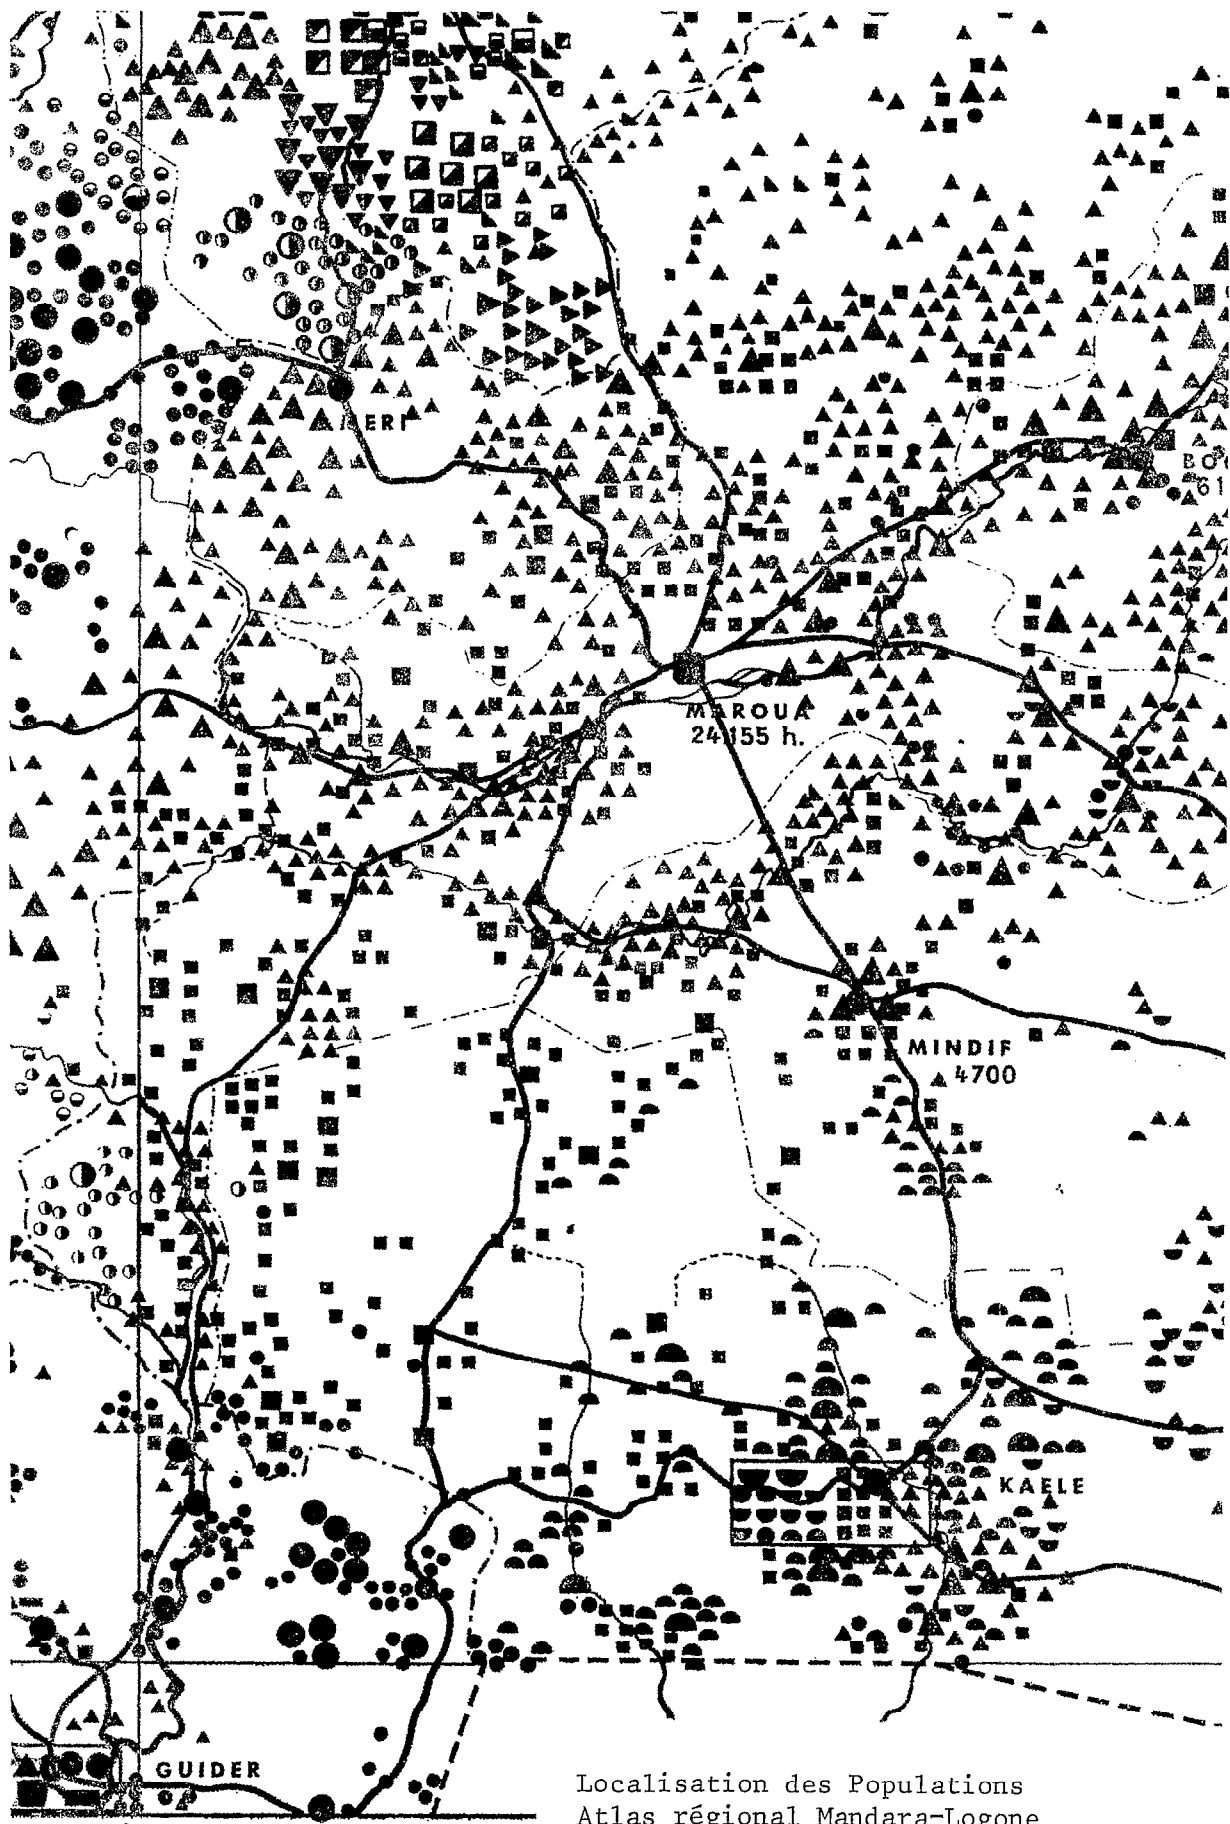 MAROUA
24155 h.
MINDIF
4700
KAELE
GUIDER
Localisation des Populations
Atlas régional Mandara-Logone